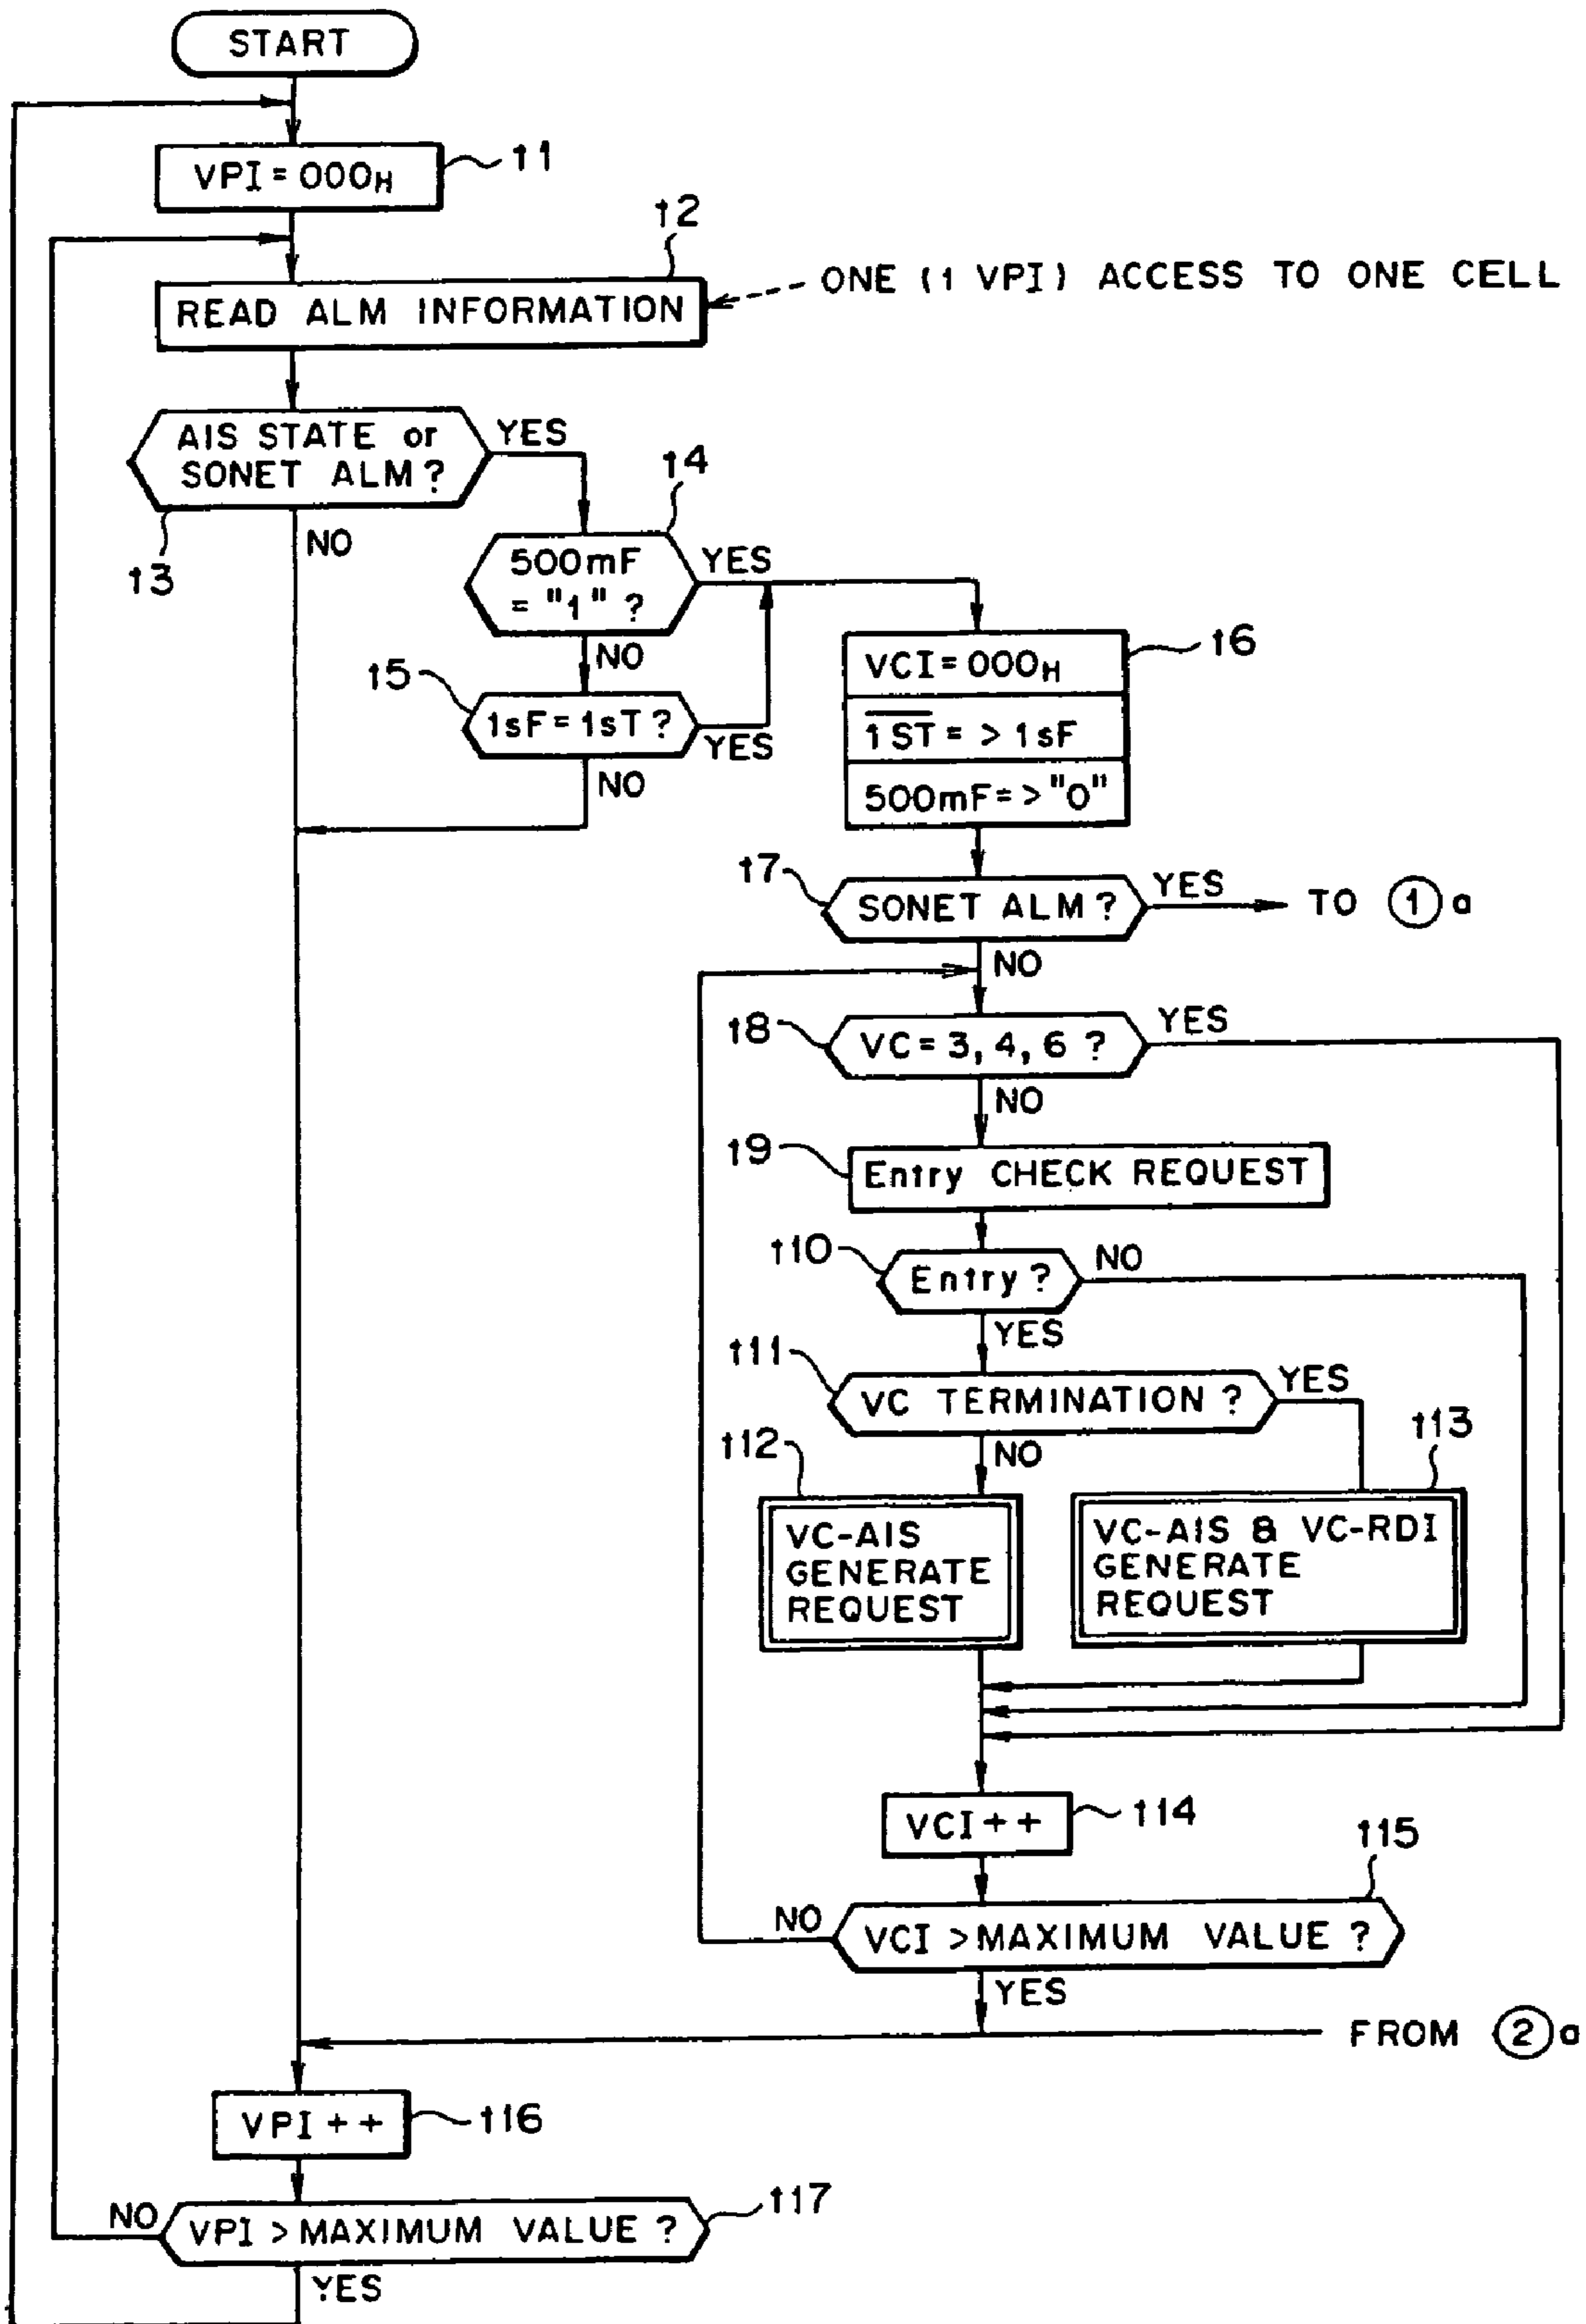 START
VPI = 000H
t1
t2
READ ALM INFORMATION
ONE (1 VPI) ACCESS TO ONE CELL
AIS STATE or
SONET ALM?
YES
NO
t3
t4
500mF
= "1" ?
YES
NO
t5
1sF = 1sT ?
YES
NO
t6
VCI = 000H
1ST = > 1sF
500mF = > "0"
t7
SONET ALM ?
YES
TO ① a
NO
t8
VC = 3, 4, 6 ?
YES
NO
t9
Entry CHECK REQUEST
t10
Entry ?
NO
YES
t11
VC TERMINATION ?
YES
NO
t12
VC-AIS
GENERATE
REQUEST
t13
VC-AIS & VC-RDI
GENERATE
REQUEST
VCI + +
t14
t15
VCI > MAXIMUM VALUE ?
NO
YES
FROM ② a
VPI + +
t16
t17
VPI > MAXIMUM VALUE ?
NO
YES